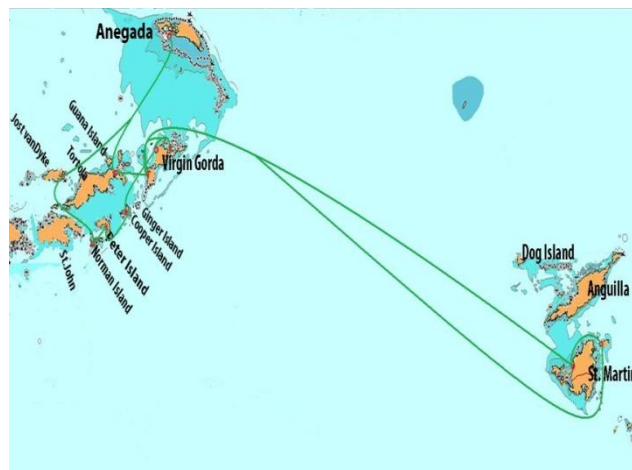 Anegada
Guana Island
Jost vanDyke
Tortola
Virgin Gorda
Ginger Island
Cooper Island
Peter Island
Norman Island
St.John
Dog Island
Anguilla
St. Martin